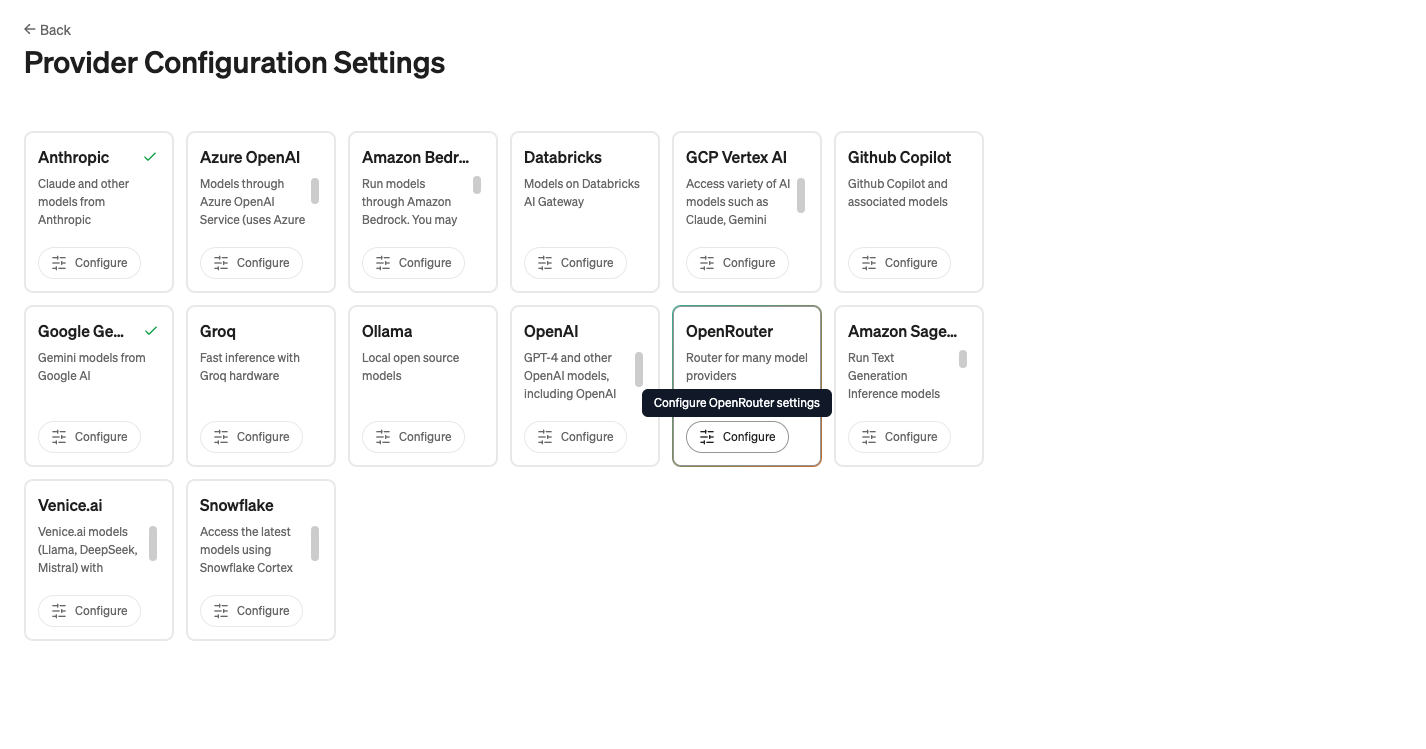 Back
Provider Configuration Settings
Anthropic
Claude and other
models from
Anthropic
Configure
Azure OpenAI
Models through
Azure OpenAI
Service (uses Azure
Configure
Amazon Bedr...
Run models
through Amazon
Bedrock. You may
Configure
Databricks
Models on Databricks
AI Gateway
Configure
GCP Vertex AI
Access variety of AI
models such as
Claude, Gemini
Configure
Github Copilot
Github Copilot and
associated models
Configure
Google Ge...
Gemini models from
Google AI
Configure
Groq
Fast inference with
Groq hardware
Configure
Ollama
Local open source
models
Configure
OpenAI
GPT-4 and other
OpenAI models,
including OpenAI
Configure
OpenRouter
Router for many model
providers
Configure OpenRouter settings
Configure
Amazon Sage...
Run Text
Generation
Inference models
Configure
Venice.ai
Venice.ai models
(Llama, DeepSeek,
Mistral) with
Configure
Snowflake
Access the latest
models using
Snowflake Cortex
Configure